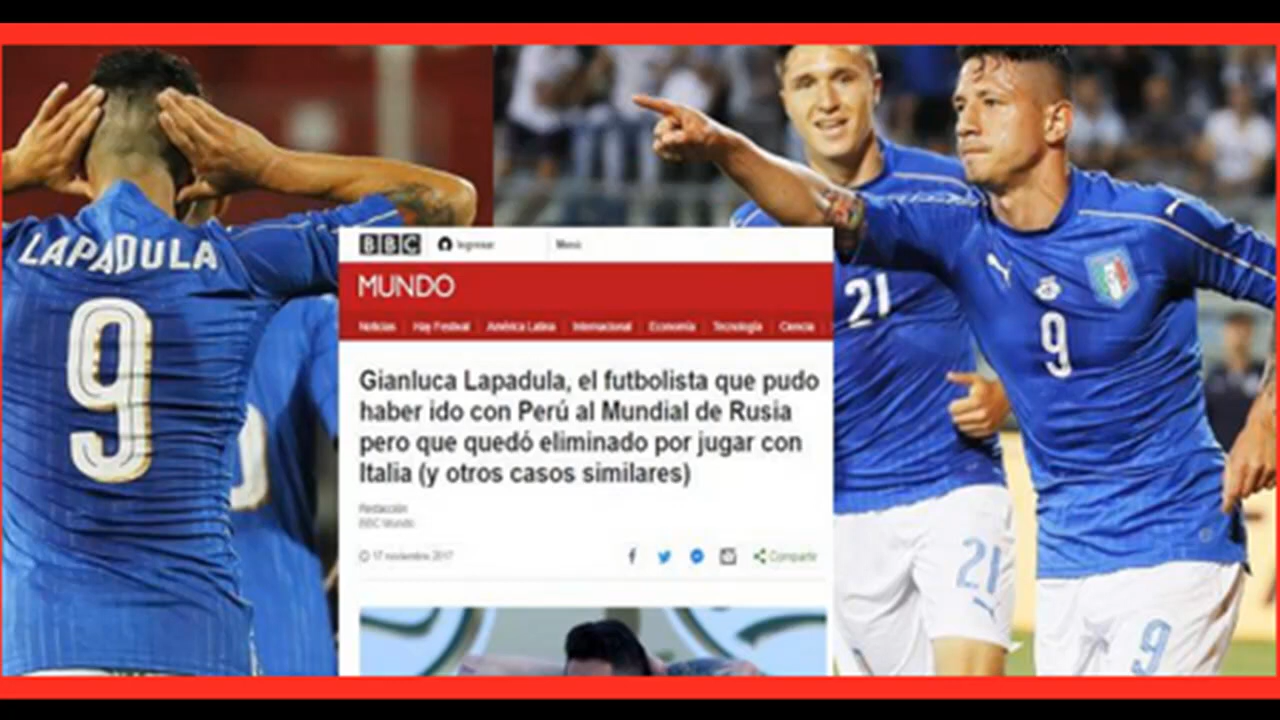 LAPADULA
9
BBC Ingresar Menú
MUNDO
Noticias Hay Festival América Latina Internacional Economía Tecnología Ciencia
Gianluca Lapadula, el futbolista que pudo
haber ido con Perú al Mundial de Rusia
pero que quedó eliminado por jugar con
Italia (y otros casos similares)
Redacción
BBC Mundo
17 noviembre 2017
Compartir
21
9
21
9